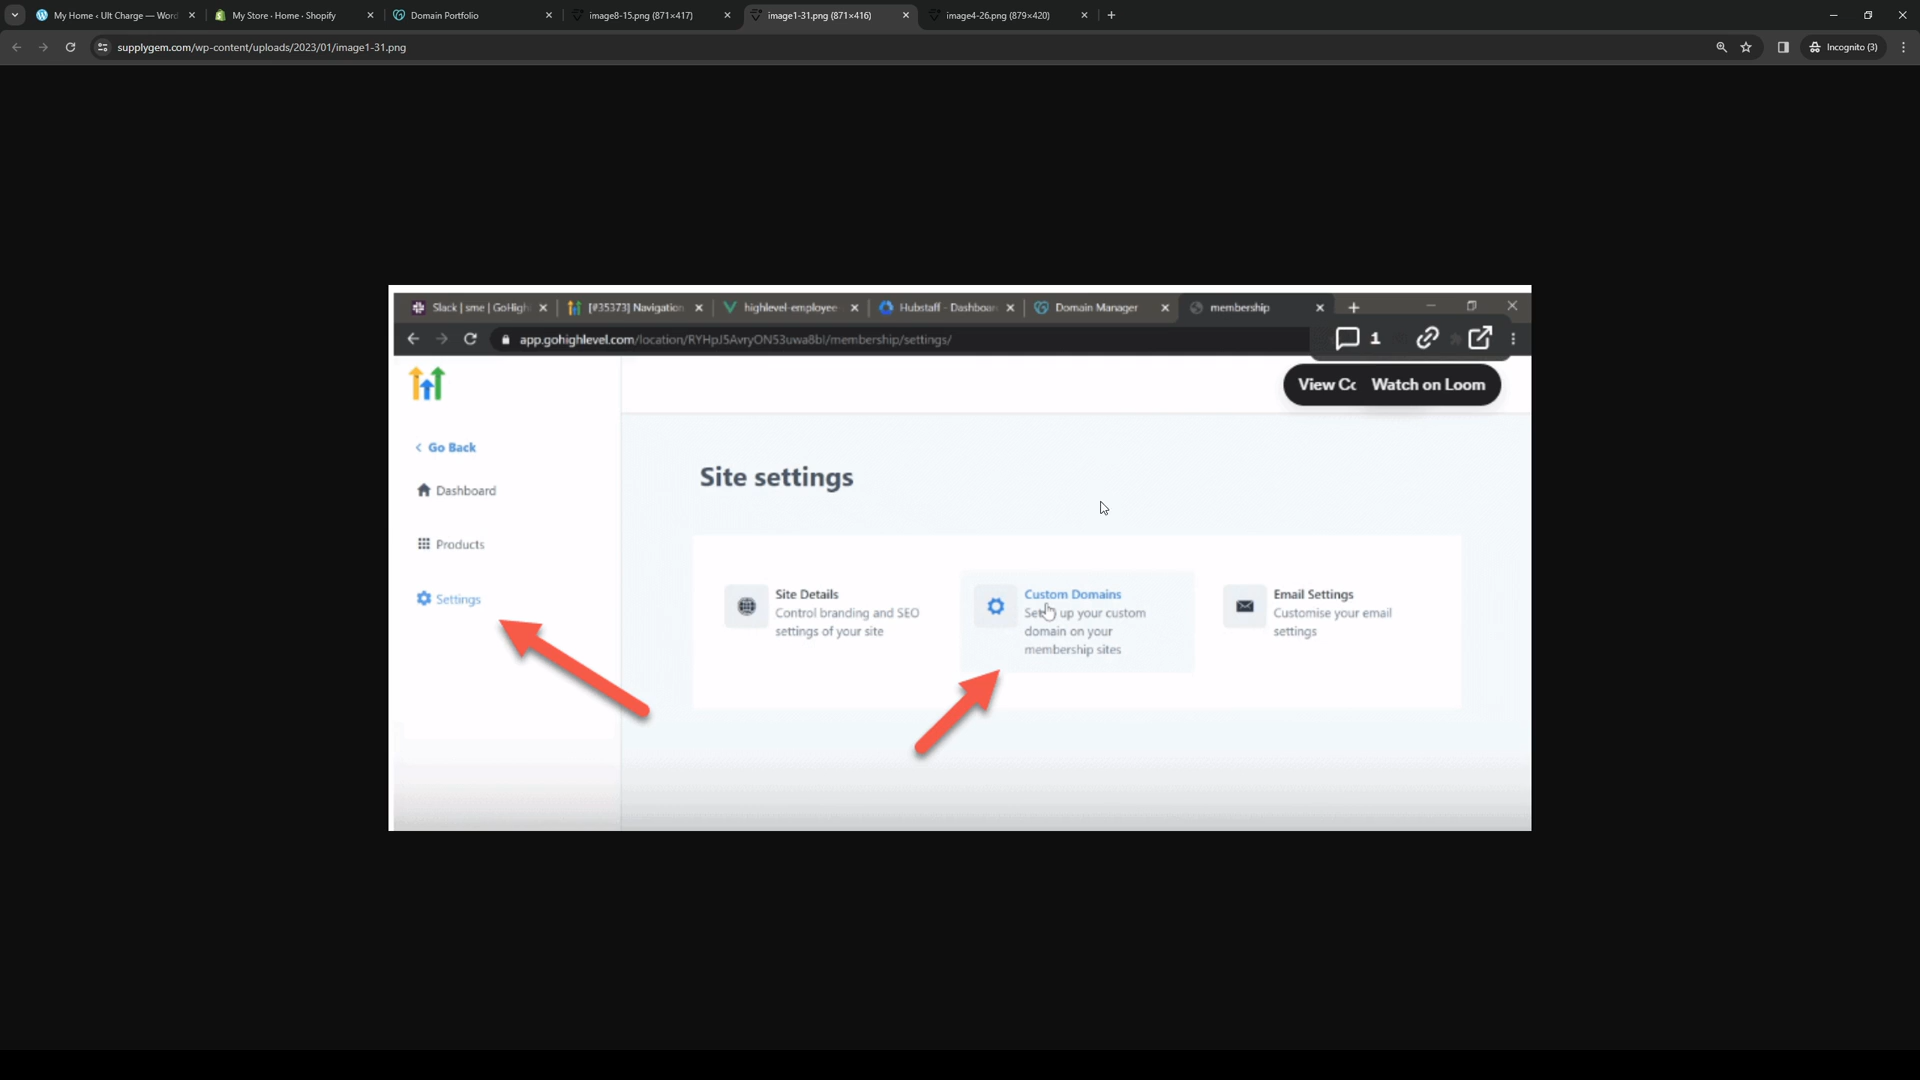 My Home ‹ Ult Charge — Word
My Store · Home · Shopify
Domain Portfolio
image8-15.png (871×417)
image1-31.png (871×416)
image4-26.png (879×420)
supplygem.com/wp-content/uploads/2023/01/image1-31.png
Incognito (3)
Slack | sme | GoHigh
[#35373] Navigation
highlevel-employee
Hubstaff - Dashboar
Domain Manager
membership
app.gohighlevel.com/location/RYHpJ5AvryON53uwa8bl/membership/settings/
1
View Co
Watch on Loom
Go Back
Dashboard
Products
Settings
Site settings
Site Details
Control branding and SEO
settings of your site
Custom Domains
Set up your custom
domain on your
membership sites
Email Settings
Customise your email
settings